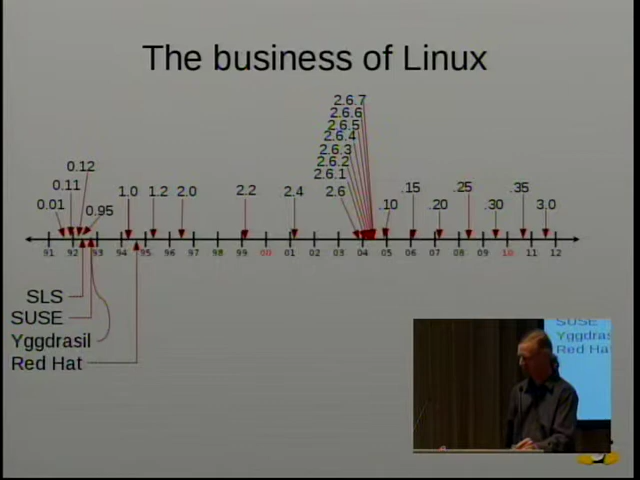 The business of Linux
2.6.7
2.6.6
2.6.5
2.6.4
2.6.3
2.6.2
2.6.1
2.6
0.12
0.11
0.01
0.95
1.0
1.2
2.0
2.2
2.4
.10
.15
.20
.25
.30
.35
3.0
91 92 93 94 95 96 97 98 99 00 01 02 03 04 05 06 07 08 09 10 11 12
SLS
SUSE
Yggdrasil
Red Hat
SUSE
Yggdras
Red Ha